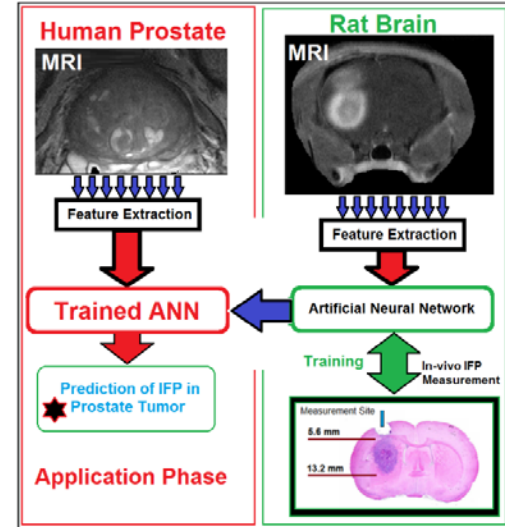 Human Prostate
MRI
Feature Extraction
Trained ANN
Prediction of IFP in
Prostate Tumor
Application Phase
Rat Brain
MRI
Feature Extraction
Artificial Neural Network
Training
In-vivo IFP
Measurement
Measurement Site
5.6 mm
13.2 mm